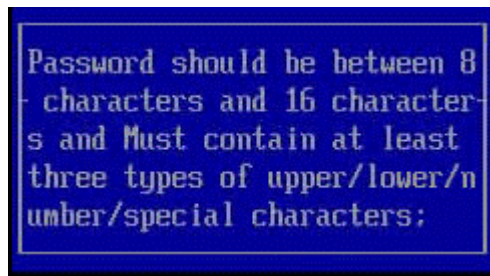 Password should be between 8
characters and 16 character
s and Must contain at least
three types of upper/lower/n
umber/special characters;